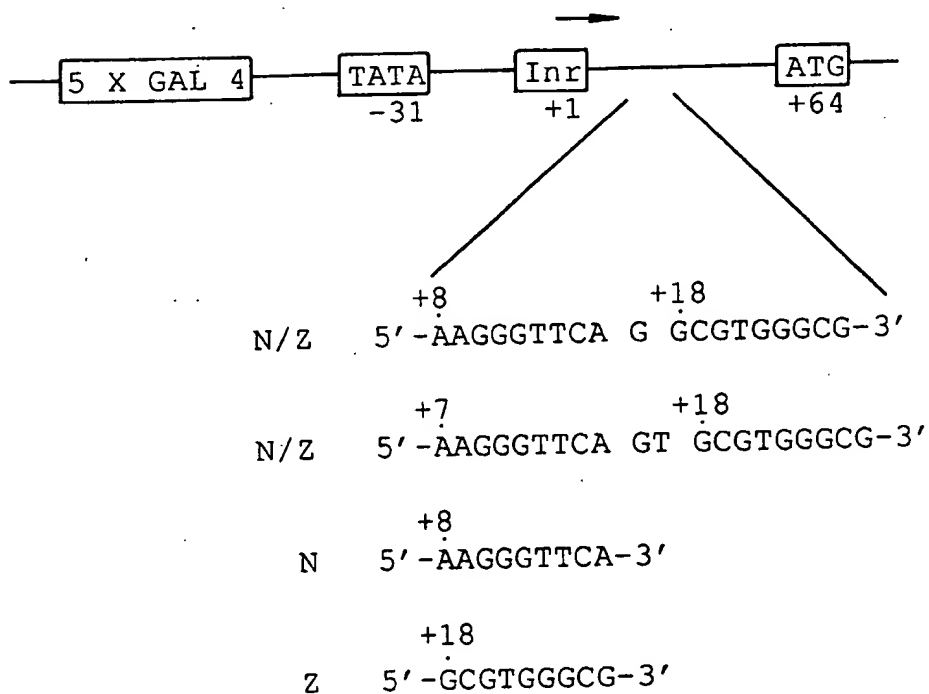 5 X GAL 4 TATA Inr ATG
-31 +1 +64
+8 +18
N/Z 5'-AAGGGTTCA G GCGTGGGCG-3'
+7 +18
N/Z 5'-AAGGGTTCA GT GCGTGGGCG-3'
+8
N 5'-AAGGGTTCA-3'
+18
Z 5'-GCGTGGGCG-3'